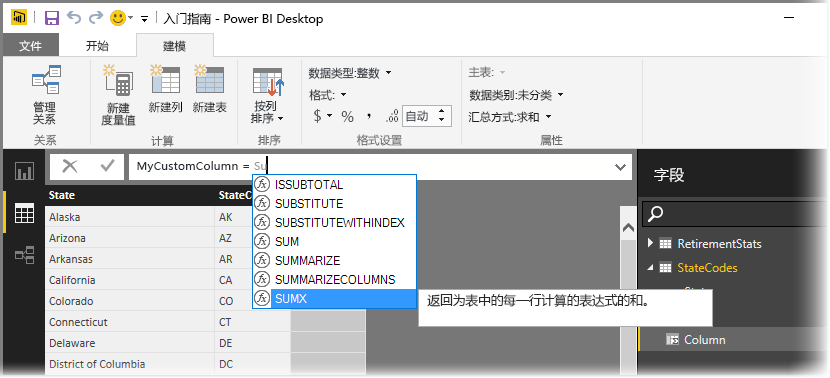 入门指南 - Power BI Desktop
文件 开始 建模
管理关系
新建度量值
新建列
新建表
按列排序
数据类型:整数
格式:
$ % , .00 自动
主表:
数据类别:未分类
汇总方式:求和
关系 计算 排序 格式设置 属性
MyCustomColumn = Su
字段
State StateC
Alaska AK
Arizona AZ
Arkansas AR
California CA
Colorado CO
Connecticut CT
Delaware DE
District of Columbia DC
ISSUBTOTAL
SUBSTITUTE
SUBSTITUTEWITHINDEX
SUM
SUMMARIZE
SUMMARIZECOLUMNS
SUMX
返回为表中的每一行计算的表达式的和。
RetirementStats
StateCodes
Column